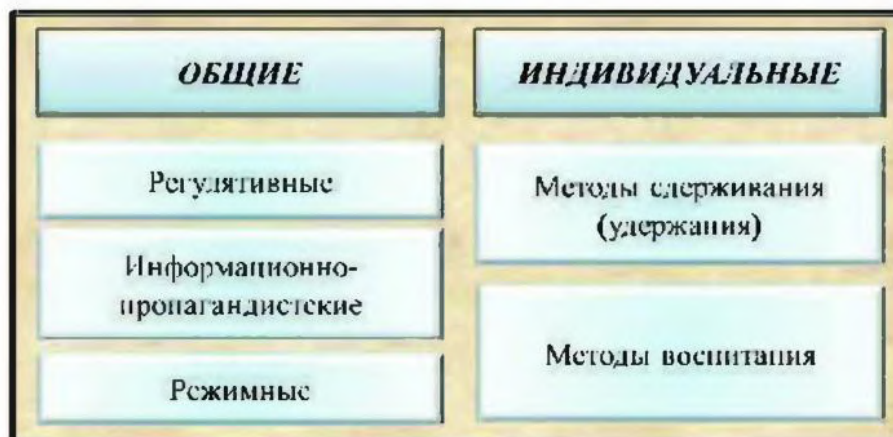 ОБЩИЕ
Регулятивные
Информационно-
пропагандистские
Режимные
ИНДИВИДУАЛЬНЫЕ
Методы сдерживания
(удержания)
Методы воспитания